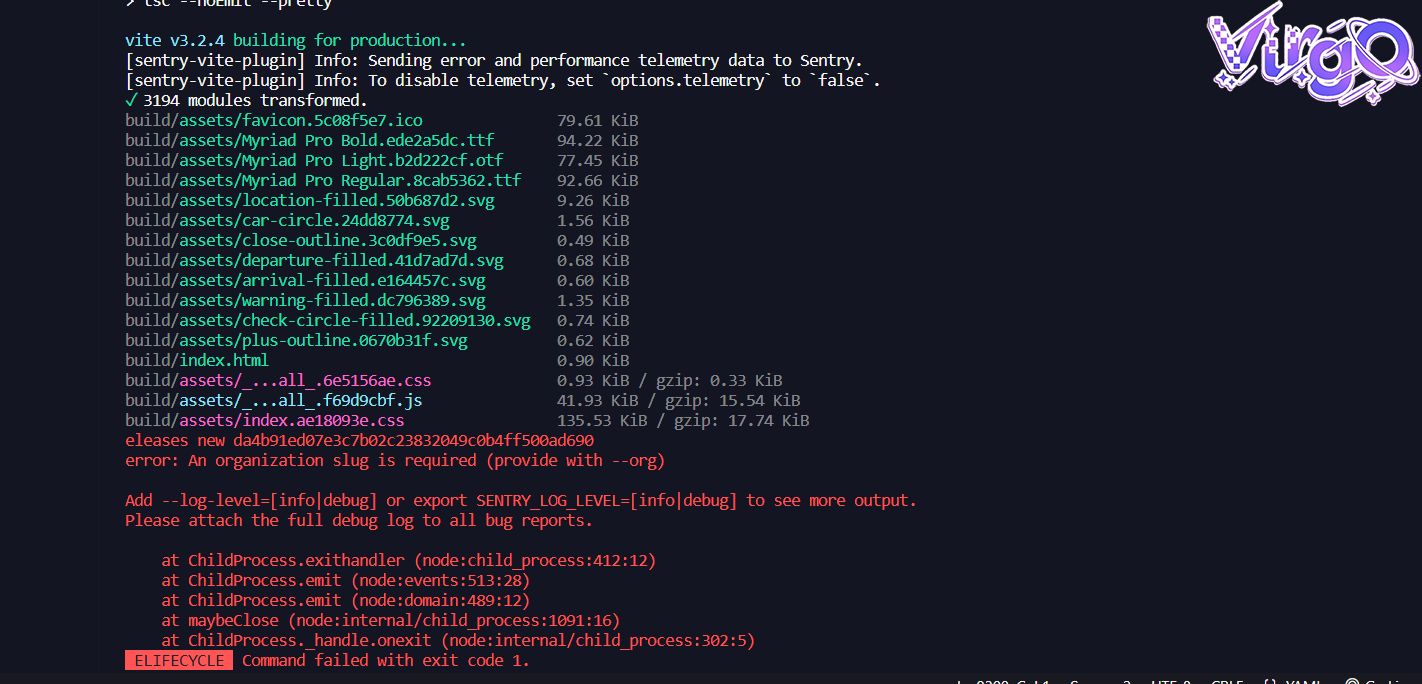 > tsc --noEmit --pretty
VirgO
vite v3.2.4 building for production...
[sentry-vite-plugin] Info: Sending error and performance telemetry data to Sentry.
[sentry-vite-plugin] Info: To disable telemetry, set `options.telemetry` to `false`.
✓ 3194 modules transformed.
build/assets/favicon.5c08f5e7.ico 79.61 KiB
build/assets/Myriad Pro Bold.ede2a5dc.ttf 94.22 KiB
build/assets/Myriad Pro Light.b2d222cf.otf 77.45 KiB
build/assets/Myriad Pro Regular.8cab5362.ttf 92.66 KiB
build/assets/location-filled.50b687d2.svg 9.26 KiB
build/assets/car-circle.24dd8774.svg 1.56 KiB
build/assets/close-outline.3c0df9e5.svg 0.49 KiB
build/assets/departure-filled.41d7ad7d.svg 0.68 KiB
build/assets/arrival-filled.e164457c.svg 0.60 KiB
build/assets/warning-filled.dc796389.svg 1.35 KiB
build/assets/check-circle-filled.92209130.svg 0.74 KiB
build/assets/plus-outline.0670b31f.svg 0.62 KiB
build/index.html 0.90 KiB
build/assets/_...all_.6e5156ae.css 0.93 KiB / gzip: 0.33 KiB
build/assets/_...all_.f69d9cbf.js 41.93 KiB / gzip: 15.54 KiB
build/assets/index.ae18093e.css 135.53 KiB / gzip: 17.74 KiB
eleases new da4b91ed07e3c7b02c23832049c0b4ff500ad690
error: An organization slug is required (provide with --org)
Add --log-level=[info|debug] or export SENTRY_LOG_LEVEL=[info|debug] to see more output.
Please attach the full debug log to all bug reports.
at ChildProcess.exithandler (node:child_process:412:12)
at ChildProcess.emit (node:events:513:28)
at ChildProcess.emit (node:domain:489:12)
at maybeClose (node:internal/child_process:1091:16)
at ChildProcess._handle.onexit (node:internal/child_process:302:5)
ELIFECYCLE Command failed with exit code 1.